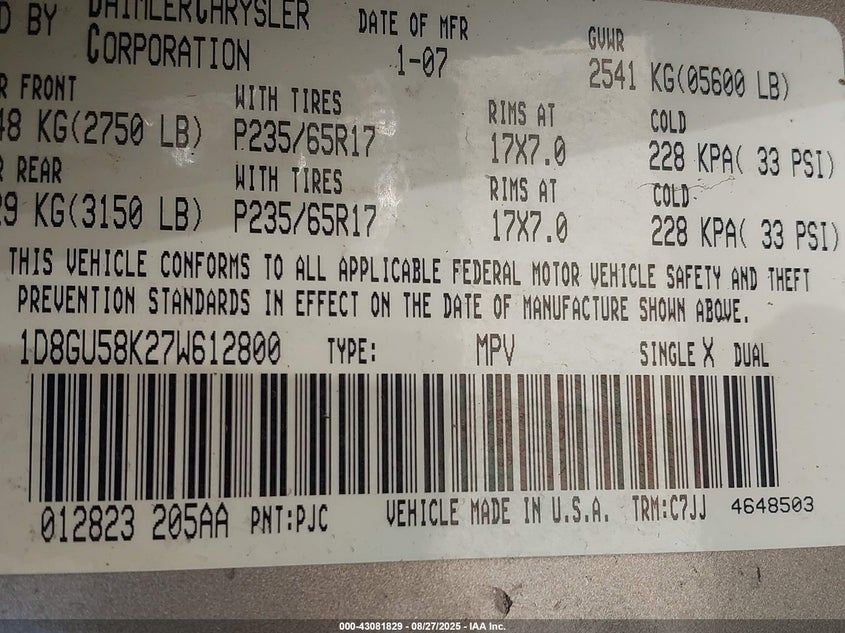 D BY DAIMLERCHRYSLER
CORPORATION
DATE OF MFR
1-07
GVWR
2541 KG(05600 LB)
R FRONT
48 KG(2750 LB)
WITH TIRES
P235/65R17
RIMS AT
17X7.0
COLD
228 KPA( 33 PSI)
R REAR
29 KG(3150 LB)
WITH TIRES
P235/65R17
RIMS AT
17X7.0
COLD
228 KPA( 33 PSI)
THIS VEHICLE CONFORMS TO ALL APPLICABLE FEDERAL MOTOR VEHICLE SAFETY AND THEFT
PREVENTION STANDARDS IN EFFECT ON THE DATE OF MANUFACTURE SHOWN ABOVE.
1D8GU58K27W612800 TYPE: MPV SINGLE X DUAL
012823 205AA PNT:PJC VEHICLE MADE IN U.S.A. TRM:C7JJ 4648503
000-43081829 - 08/27/2025 - IAA Inc.